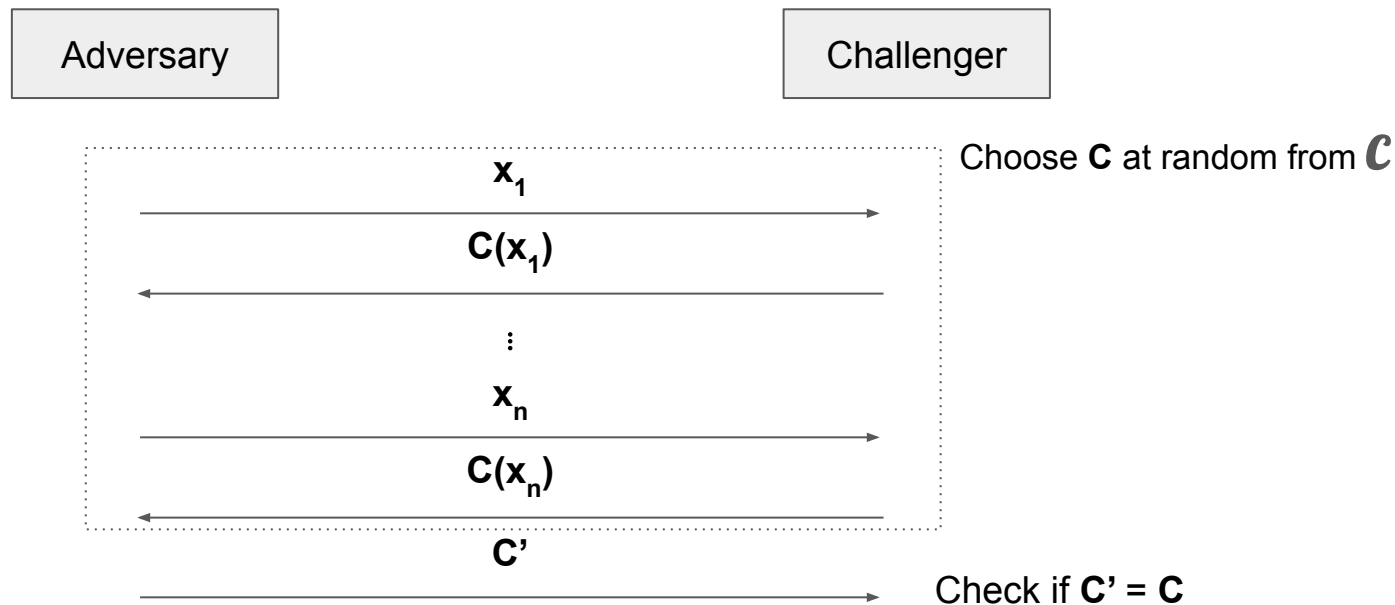 Adversary
Challenger
Choose C at random from 𝓒
x₁
C(x₁)
⋮
xₙ
C(xₙ)
C’
Check if C’ = C